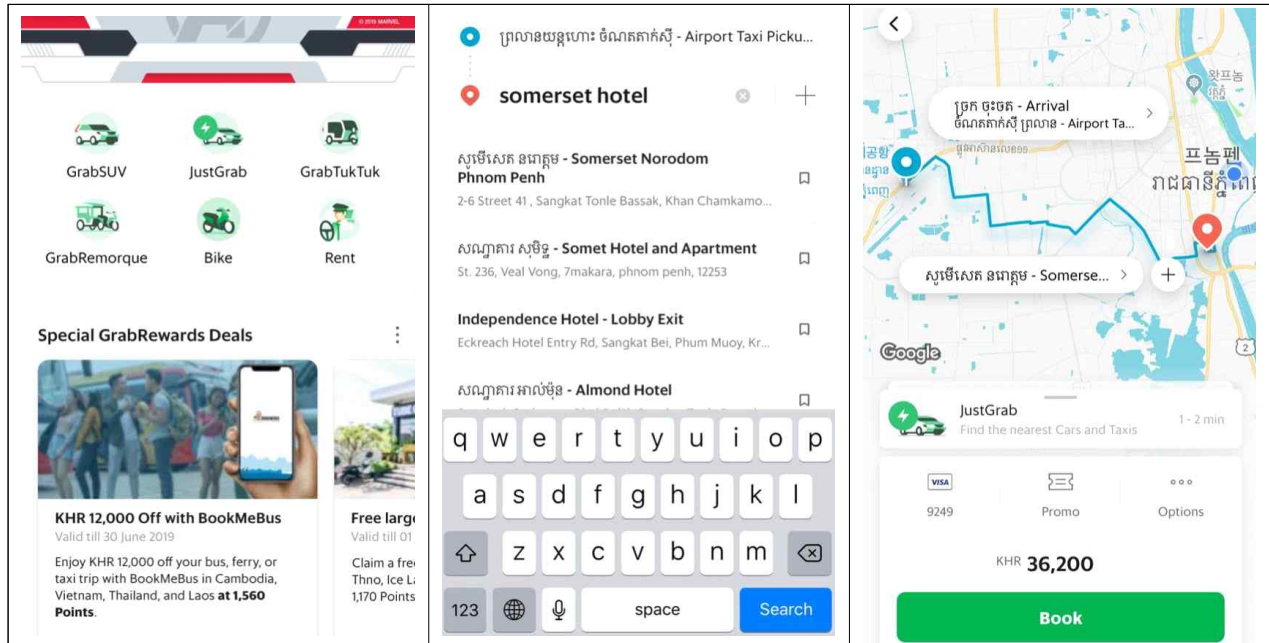 © 2019 MARVEL
GrabSUV
JustGrab
GrabTukTuk
GrabRemorque
Bike
Rent
Special GrabRewards Deals
KHR 12,000 Off with BookMeBus
Valid till 30 June 2019
Enjoy KHR 12,000 off your bus, ferry, or
taxi trip with BookMeBus in Cambodia,
Vietnam, Thailand, and Laos at 1,560
Points.
Free larg
Valid till 01
Claim a fre
Thno, Ice L
1,170 Points
ព្រលានយន្តហោះ ចំណតតាក់ស៊ី - Airport Taxi Picku...
somerset hotel
សូមើសេត នរោត្តម - Somerset Norodom
Phnom Penh
2-6 Street 41 , Sangkat Tonle Bassak, Khan Chamkamo...
សណ្ឋាគារ សុមិទ្ធ - Somet Hotel and Apartment
St. 236, Veal Vong, 7makara, phnom penh, 12253
Independence Hotel - Lobby Exit
Eckreach Hotel Entry Rd, Sangkat Bei, Phum Muoy, Kr...
សណ្ឋាគារ អាល់ម៉ុន - Almond Hotel
q w e r t y u i o p
a s d f g h j k l
z x c v b n m
123
space
Search
왓프놈
ច្រក ចុះចត - Arrival
ចំណតតាក់ស៊ី ព្រលាន - Airport Ta...
공항
프놈펜
រាជធានីភ្នំពេញ
សូមើសេត នរោត្តម - Somerse...
2
Google
JustGrab
Find the nearest Cars and Taxis
1 - 2 min
VISA
9249
Promo
Options
KHR 36,200
Book